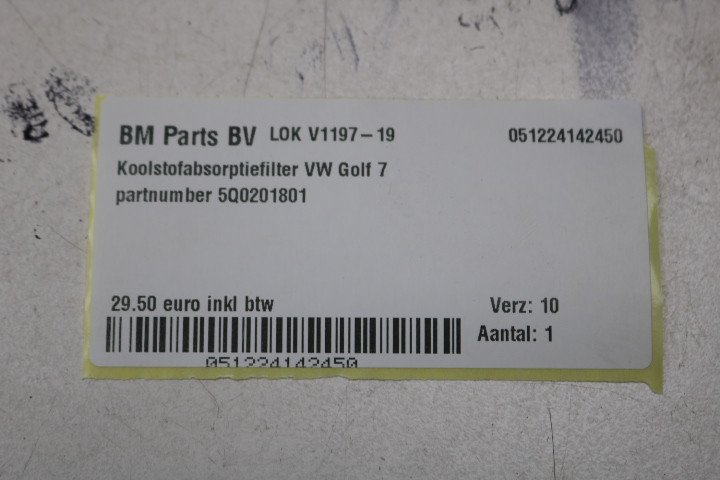 BM Parts BV LOK V1197-19 051224142450
Koolstofabsorptiefilter VW Golf 7
partnumber 5Q0201801
29.50 euro inkl btw Verz: 10
Aantal: 1
051224142450